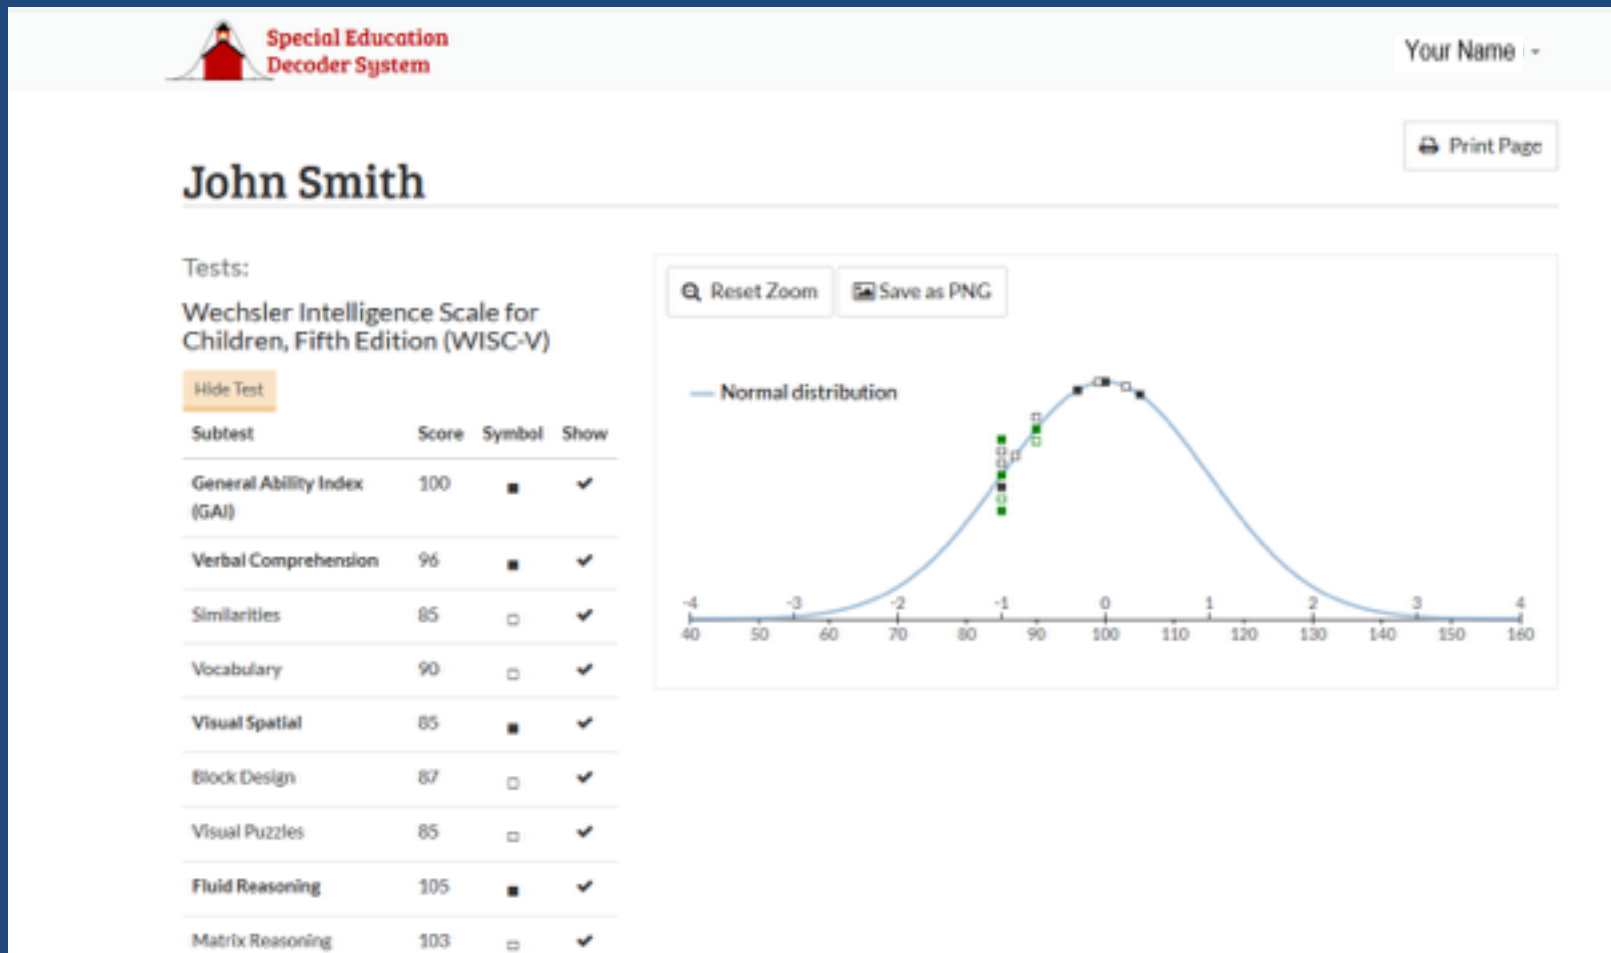 Special Education
Decoder System
Your Name
Print Page
John Smith
Tests:
Wechsler Intelligence Scale for
Children, Fifth Edition (WISC-V)
Hide Test
Subtest Score Symbol Show
General Ability Index 100
(GAI)
Verbal Comprehension 96
Similarities 85
Vocabulary 90
Visual Spatial 85
Block Design 87
Visual Puzzles 85
Fluid Reasoning 105
Matrix Reasoning 103
Reset Zoom Save as PNG
Normal distribution
-4 -3 -2 -1 0 1 2 3 4
40 50 60 70 80 90 100 110 120 130 140 150 160